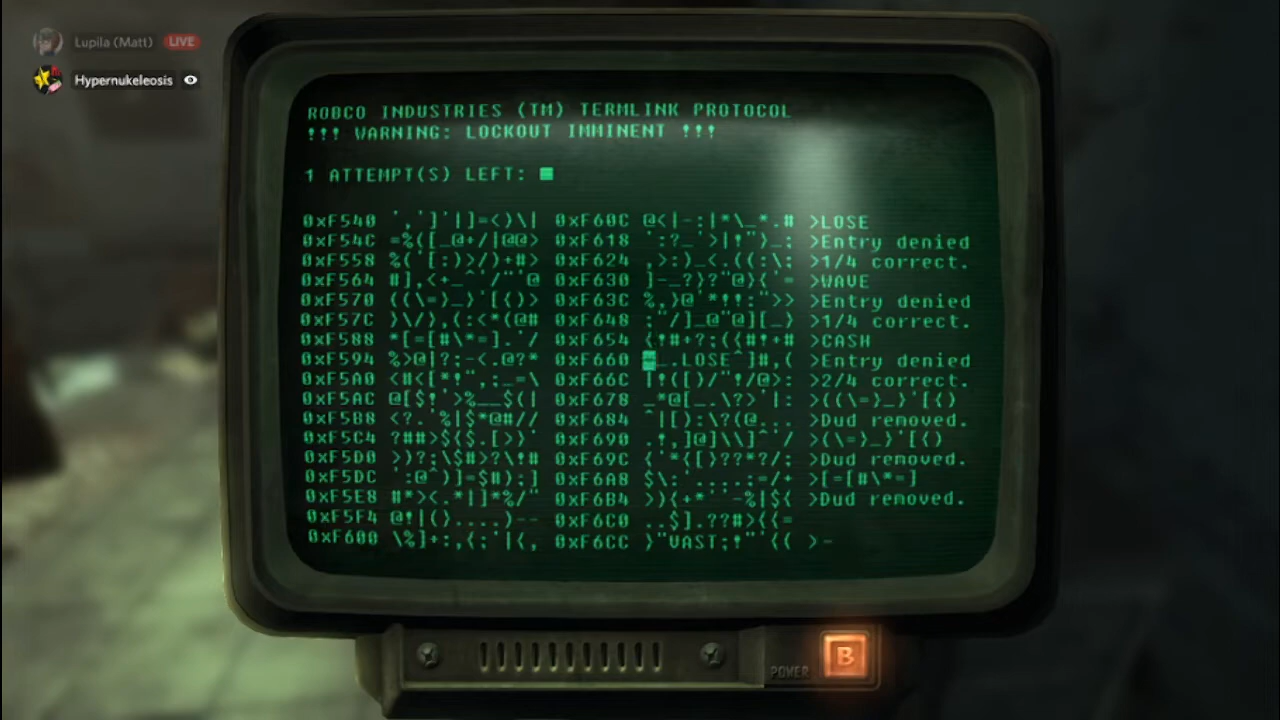 Lupila (Matt) LIVE
Hypernukeleosis
ROBCO INDUSTRIES (TM) TERMLINK PROTOCOL
!!! WARNING: LOCKOUT IMMINENT !!!
1 ATTEMPT(S) LEFT:
0xF540 ',']'|]=<)\| 0xF60C @<|-:|*\_*.# >LOSE
0xF54C =%([_@+/|@@> 0xF618 ':?_'>|!")_: >Entry denied
0xF558 %('[:)>/)+#> 0xF624 ,>:)_<.((:\; >1/4 correct.
0xF564 #],<+_^'/"'@ 0xF630 ]-_?}?"@}{'= >WAVE
0xF570 {(\=}_}'[{)> 0xF63C %,}@'*!!:">> >Entry denied
0xF57C }\/},(:<*(@# 0xF648 ;"/]_@"@][_) >1/4 correct.
0xF588 *[=[#\*=].'/ 0xF654 {!#+?;({#!+# >CASH
0xF594 %>@|?;-<.@?* 0xF660 _.LOSE^]#,( >Entry denied
0xF5A0 <#<[*!",;_=\ 0xF66C |!([)/"!/@>: >2/4 correct.
0xF5AC @[$!'>%__$(| 0xF678 _*@[_.\?>'|: >((\=}_}'[{)
0xF5B8 <?.'%|$*@#// 0xF684 ^|[):\?(@... >Dud removed.
0xF5C4 ?##>${$.[>}' 0xF690 .!,]@]\\]^'/ >(\=}_}'[{)
0xF5D0 >)?;\$#>?\!# 0xF69C {'*{[}??*?/; >Dud removed.
0xF5DC ':@^)]=$#);] 0xF6A8 $\:'....;=/+ >[=[#\*=]
0xF5E8 #*><.*|]*%/" 0xF6B4 >){+*''-%|${ >Dud removed.
0xF5F4 @!|()....)-- 0xF6C0 ..$].??#>{{=
0xF600 \%]+:,{;'|{, 0xF6CC }"VAST;!"'{( >-
POWER B